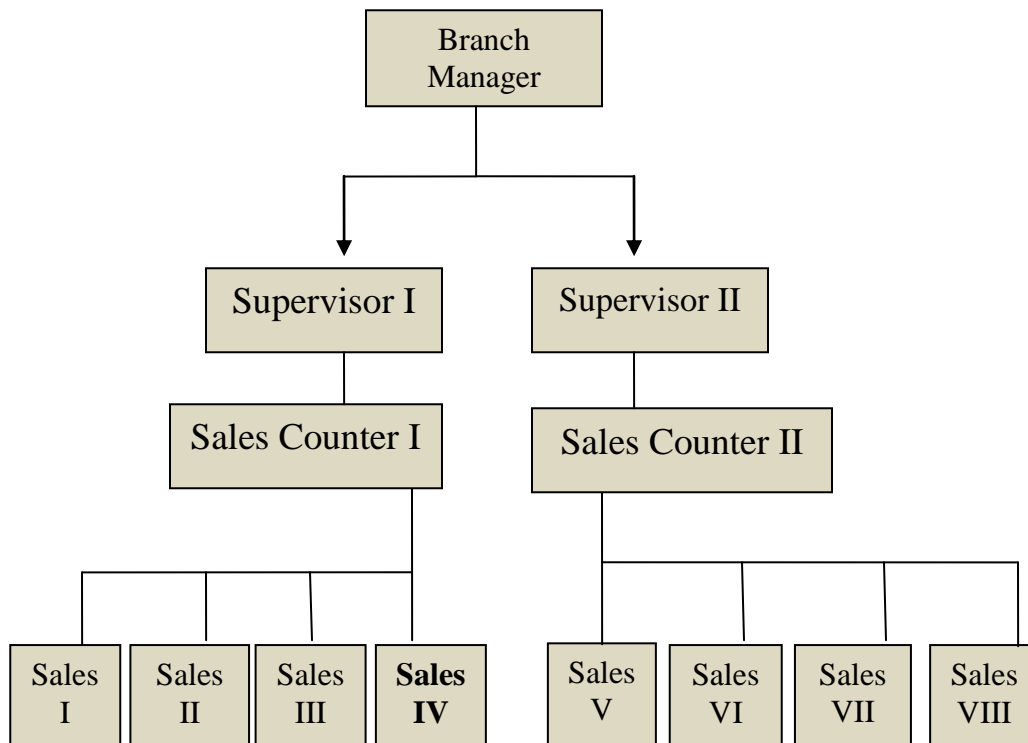 Branch
Manager
Supervisor I
Supervisor II
Sales Counter I
Sales Counter II
Sales
I
Sales
II
Sales
III
Sales
IV
Sales
V
Sales
VI
Sales
VII
Sales
VIII